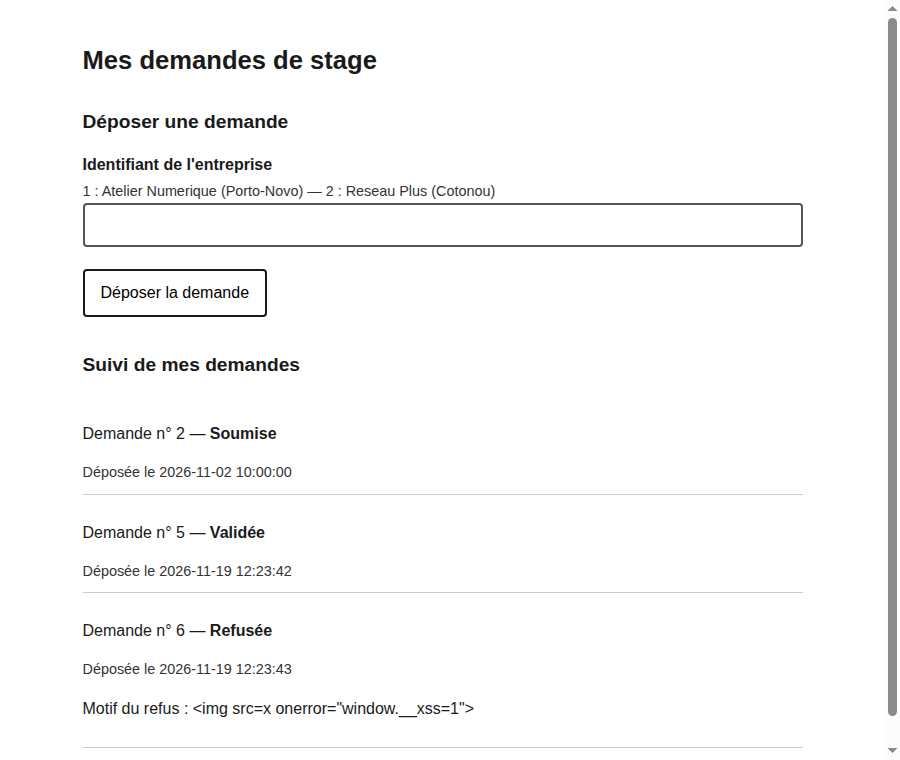 Mes demandes de stage
Déposer une demande
Identifiant de l'entreprise
1 : Atelier Numerique (Porto-Novo) — 2 : Reseau Plus (Cotonou)
Déposer la demande
Suivi de mes demandes
Demande n° 2 — Soumise
Déposée le 2026-11-02 10:00:00
Demande n° 5 — Validée
Déposée le 2026-11-19 12:23:42
Demande n° 6 — Refusée
Déposée le 2026-11-19 12:23:43
Motif du refus : <img src=x onerror="window.__xss=1">